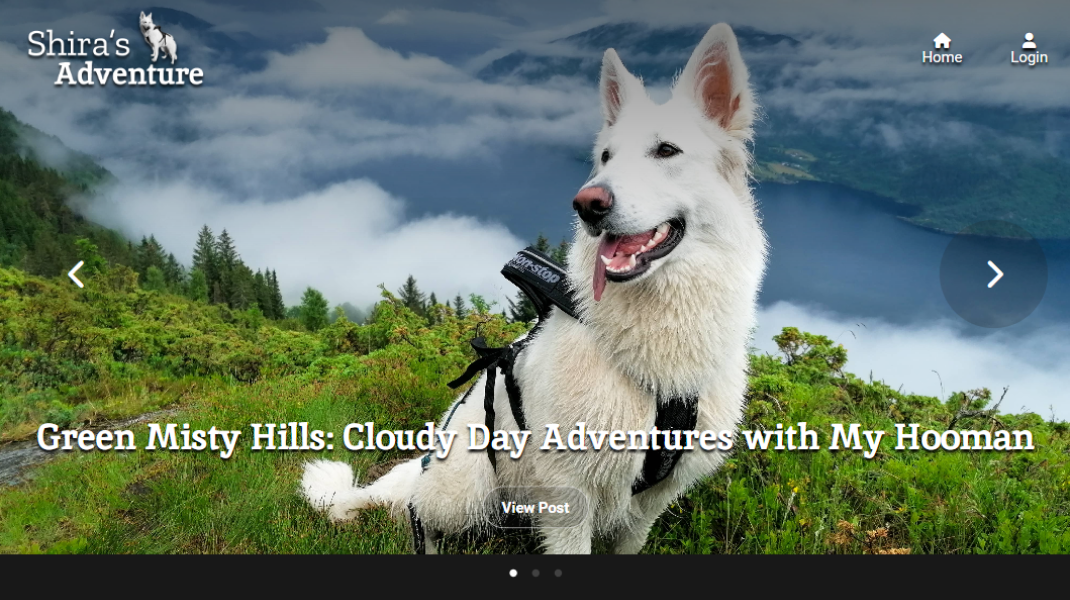 Shira's
Adventure
Home
Login
Green Misty Hills: Cloudy Day Adventures with My Hooman
View Post